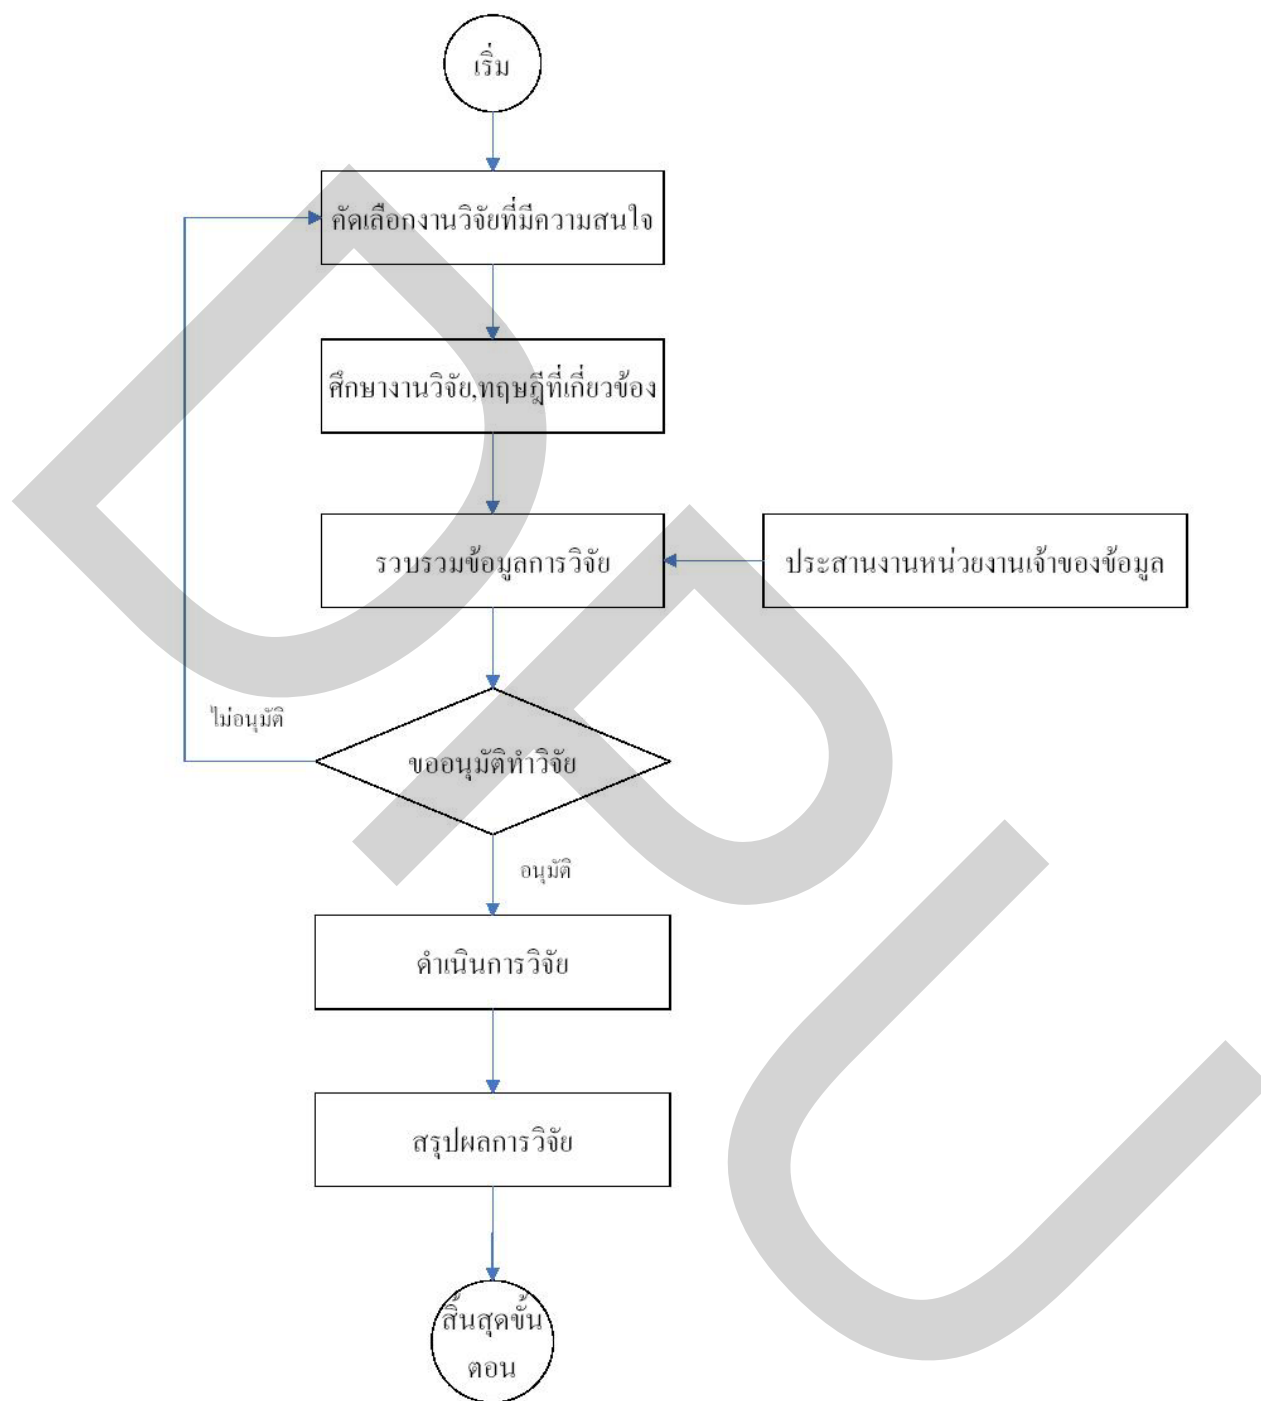 เริ่ม
คัดเลือกงานวิจัยที่มีความสนใจ
ศึกษางานวิจัย,ทฤษฎีที่เกี่ยวข้อง
รวบรวมข้อมูลการวิจัย
ประสานงานหน่วยงานเจ้าของข้อมูล
ไม่อนุมัติ
ขออนุมัติทำวิจัย
อนุมัติ
ดำเนินการวิจัย
สรุปผลการวิจัย
สิ้นสุดขั้น
ตอน
DPU